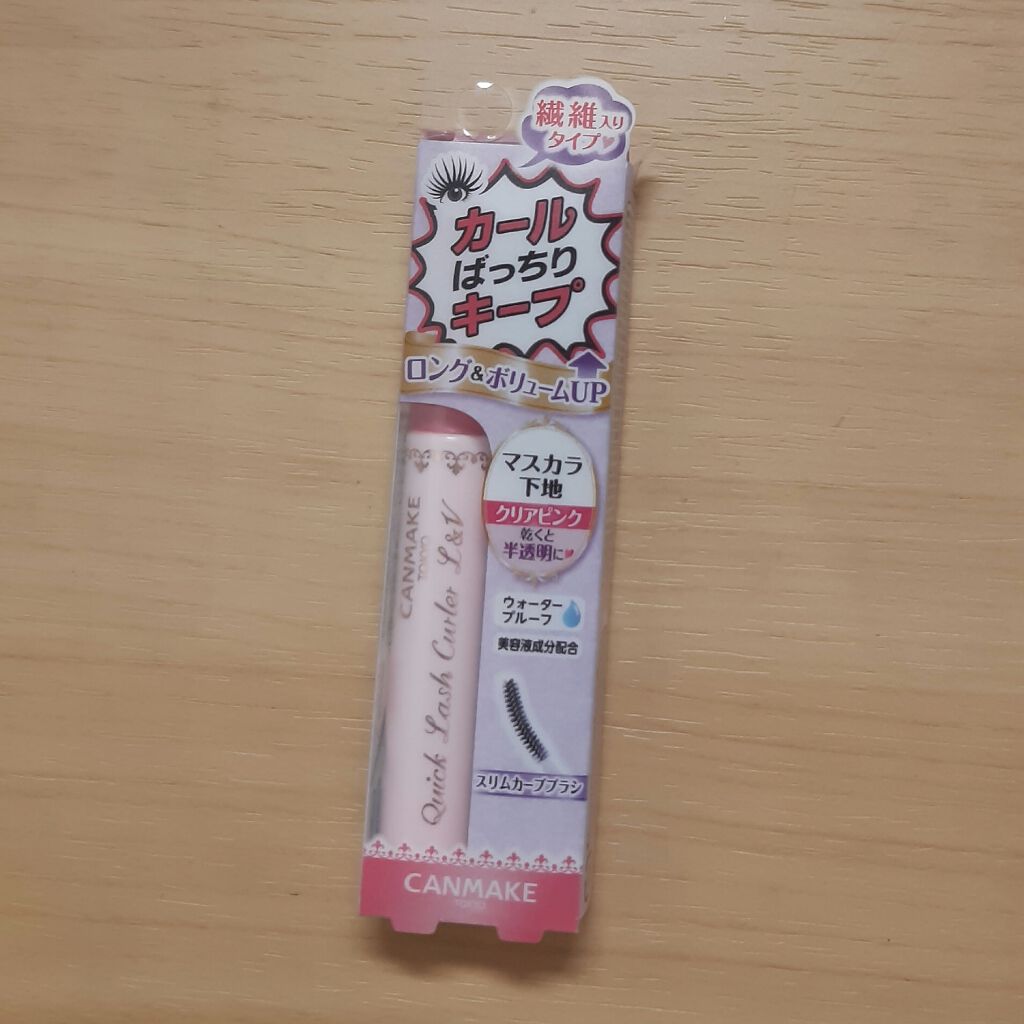 繊維入り
タイプ♥
カール
ばっちり
キープ
ロング&ボリュームUP
マスカラ
下地
クリアピンク
乾くと
半透明に♥
ウォーター
プルーフ
美容液成分配合
スリムカーブブラシ
CANMAKE
TOKYO
Quick Lash Curler L&V
CANMAKE
TOKYO